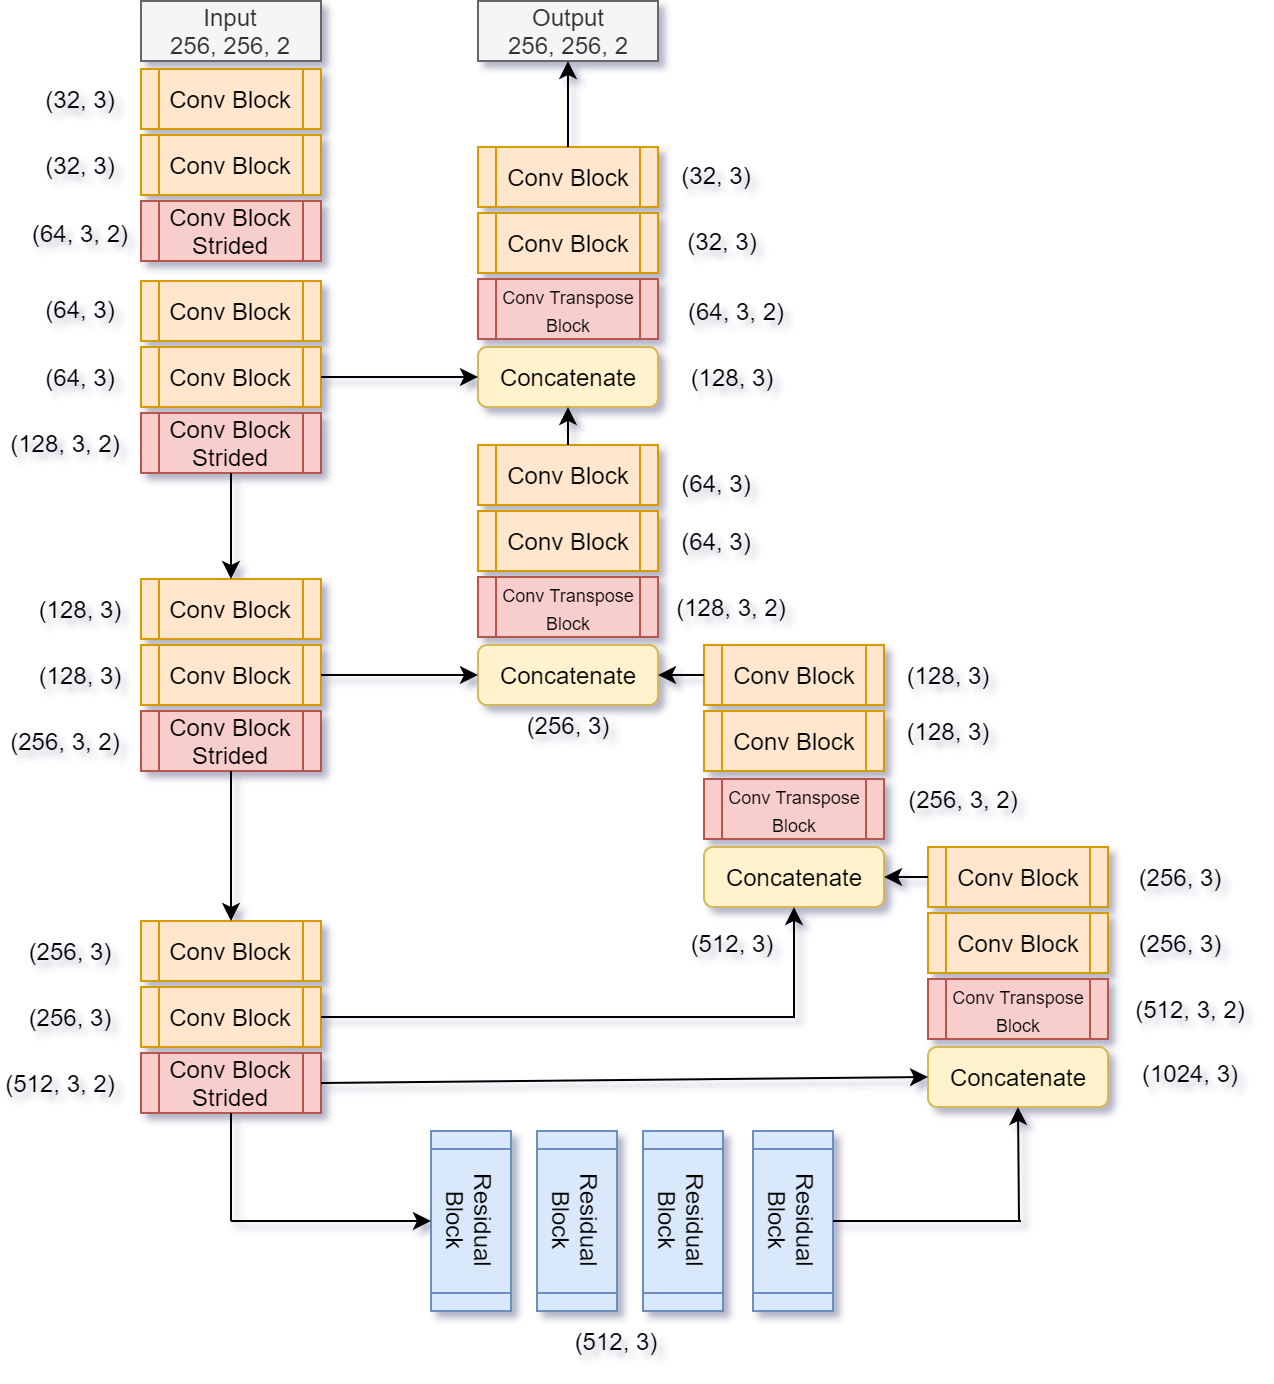 Input
256, 256, 2
(32, 3)
Conv Block
(32, 3)
Conv Block
(64, 3, 2)
Conv Block
Strided
(64, 3)
Conv Block
(64, 3)
Conv Block
(128, 3, 2)
Conv Block
Strided
(128, 3)
Conv Block
(128, 3)
Conv Block
(256, 3, 2)
Conv Block
Strided
(256, 3)
Conv Block
(256, 3)
Conv Block
(512, 3, 2)
Conv Block
Strided
Residual
Block
Residual
Block
Residual
Block
Residual
Block
(512, 3)
Output
256, 256, 2
Conv Block
(32, 3)
Conv Block
(32, 3)
Conv Transpose
Block
(64, 3, 2)
Concatenate
(128, 3)
Conv Block
(64, 3)
Conv Block
(64, 3)
Conv Transpose
Block
(128, 3, 2)
Concatenate
(256, 3)
Conv Block
(128, 3)
Conv Block
(128, 3)
Conv Transpose
Block
(256, 3, 2)
Concatenate
(512, 3)
Conv Block
(256, 3)
Conv Block
(256, 3)
Conv Transpose
Block
(512, 3, 2)
Concatenate
(1024, 3)